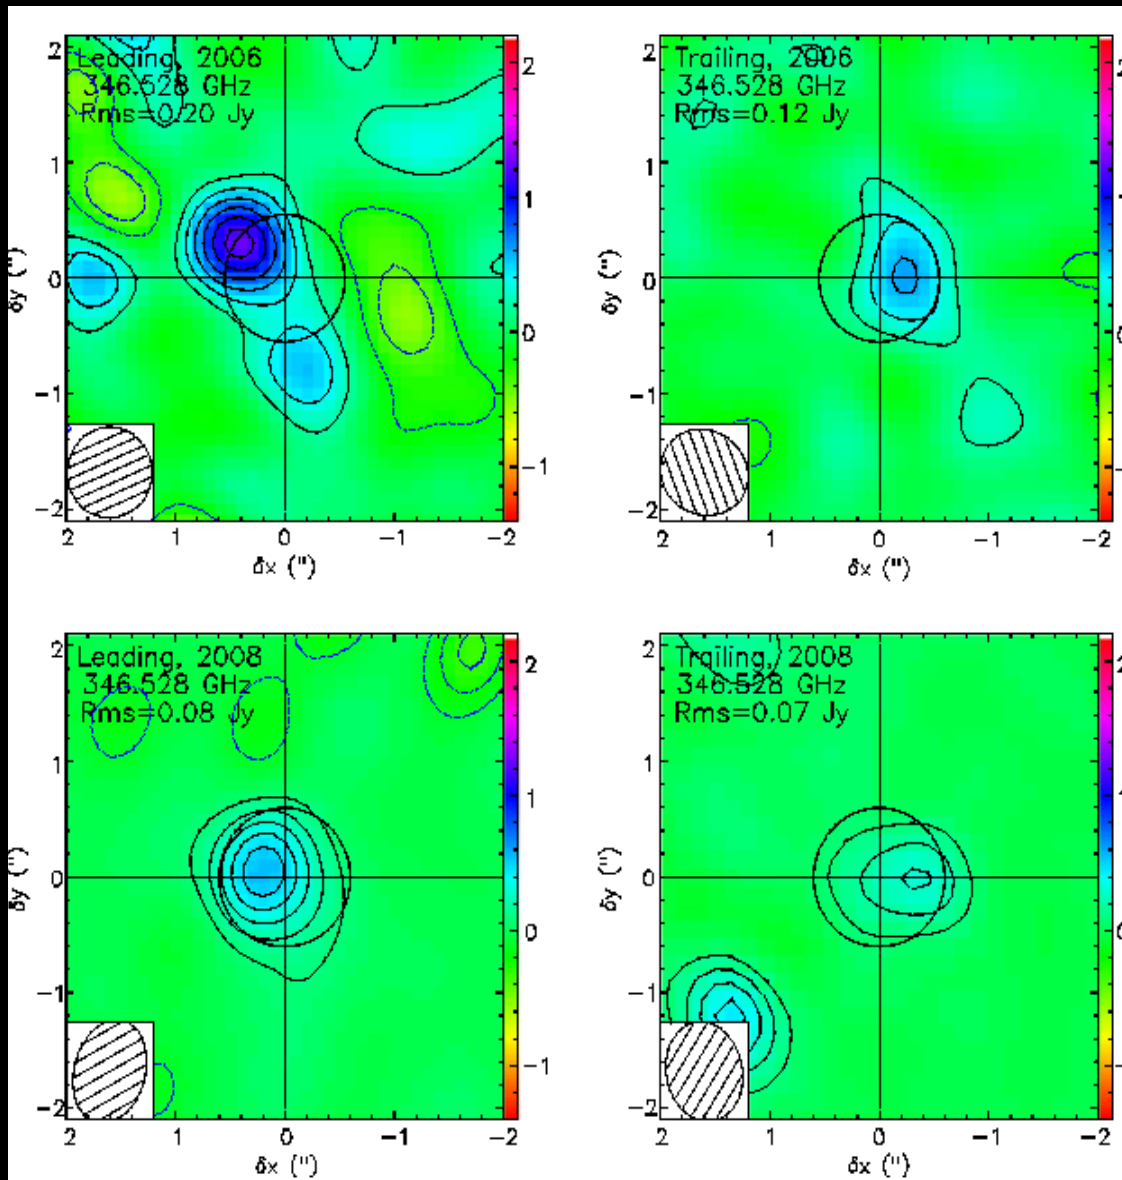 Leading, 2006
346.528 GHz
Rms=0.20 Jy
2
1
0
−1
−2
2
1
0
−1
δy (")
2 1 0 −1 −2
δx (")
Trailing, 2006
346.528 GHz
Rms=0.12 Jy
2
1
0
−1
−2
δy (")
2 1 0 −1 −2
δx (")
Leading, 2008
346.528 GHz
Rms=0.08 Jy
2
1
0
−1
−2
2
1
0
−1
δy (")
2 1 0 −1 −2
δx (")
Trailing, 2008
346.528 GHz
Rms=0.07 Jy
2
1
0
−1
−2
δy (")
2 1 0 −1 −2
δx (")